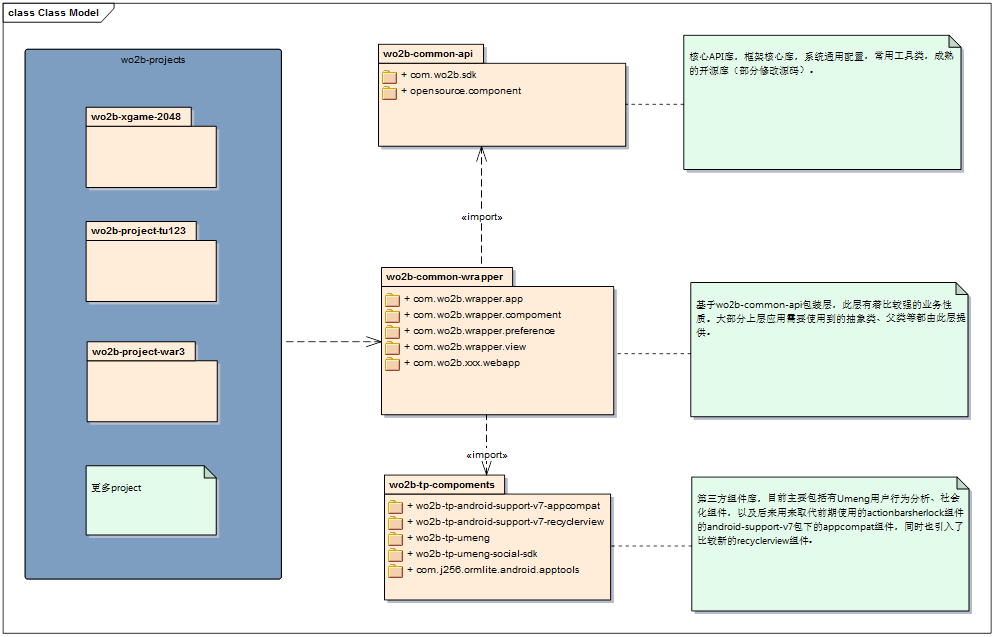 class Class Model
wo2b-projects
wo2b-xgame-2048
wo2b-project-tu123
wo2b-project-war3
更多project
wo2b-common-api
+ com.wo2b.sdk
+ opensource.component
核心API库，框架核心库，系统通用配置，常用工具类，成熟
的开源库（部分修改源码）。
«import»
wo2b-common-wrapper
+ com.wo2b.wrapper.app
+ com.wo2b.wrapper.component
+ com.wo2b.wrapper.preference
+ com.wo2b.wrapper.view
+ com.wo2b.xxx.webapp
基于wo2b-common-api包装层，此层有着比较强的业务性
质。大部分上层应用需要使用到的抽象类、父类等都由此层提
供。
«import»
wo2b-tp-compoments
+ wo2b-tp-android-support-v7-appcompat
+ wo2b-tp-android-support-v7-recyclerview
+ wo2b-tp-umeng
+ wo2b-tp-umeng-social-sdk
+ com.j256.ormlite.android.apptools
第三方组件库，目前主要包括有Umeng用户行为分析、社会
化组件，以及后来用来取代前期使用的actionbarsherlock组件
的android-support-v7包下的appcompat组件，同时也引入了
比较新的recyclerview组件。